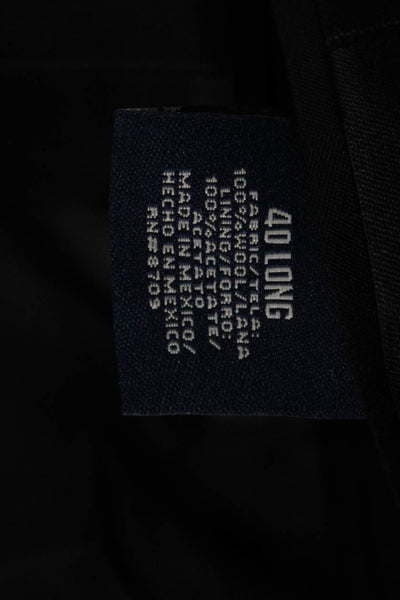 40 LONG
FABRIC/TELA:
100%WOOL/LANA
LINING/FORRO:
100%ACETATE/
ACETATO
MADE IN MEXICO/
HECHO EN MEXICO
RN#8703